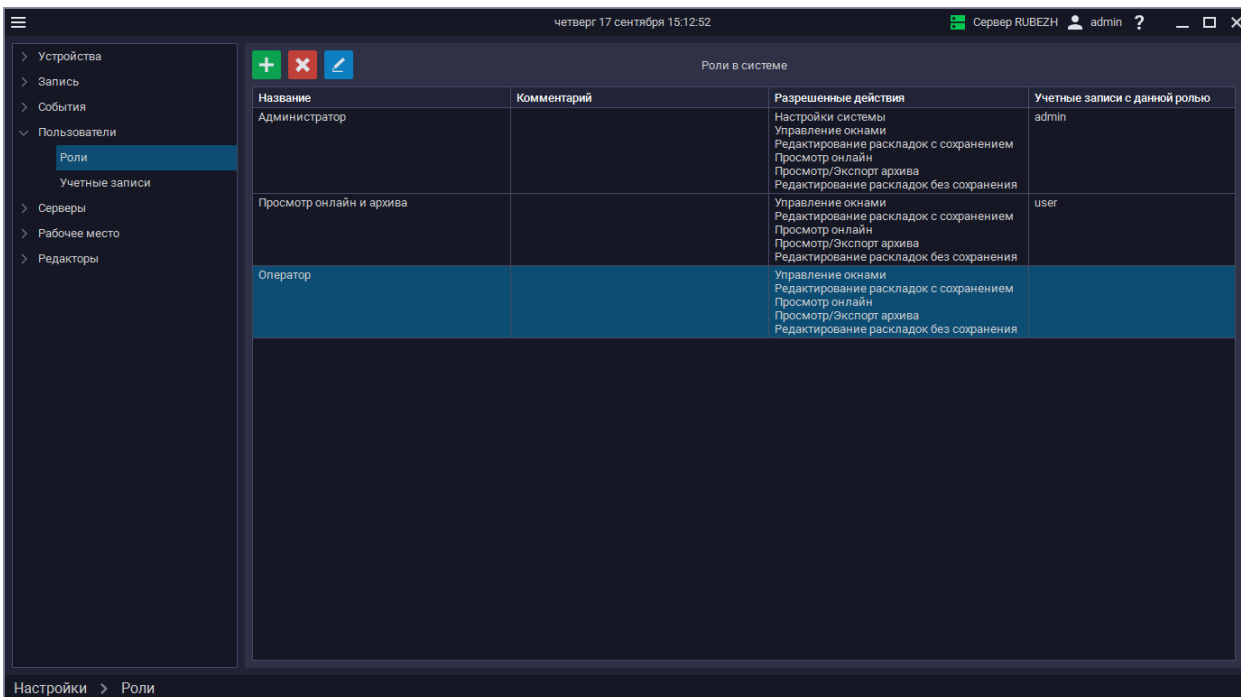 четверг 17 сентября 15:12:52
Сервер RUBEZH admin ?
Устройства
Запись
События
Пользователи
Роли
Учетные записи
Серверы
Рабочее место
Редакторы
Роли в системе
Название Комментарий Разрешенные действия Учетные записи с данной ролью
Администратор Настройки системы admin
Управление окнами
Редактирование раскладок с сохранением
Просмотр онлайн
Просмотр/Экспорт архива
Редактирование раскладок без сохранения
Просмотр онлайн и архива Управление окнами user
Редактирование раскладок с сохранением
Просмотр онлайн
Просмотр/Экспорт архива
Редактирование раскладок без сохранения
Оператор Управление окнами
Редактирование раскладок с сохранением
Просмотр онлайн
Просмотр/Экспорт архива
Редактирование раскладок без сохранения
Настройки > Роли